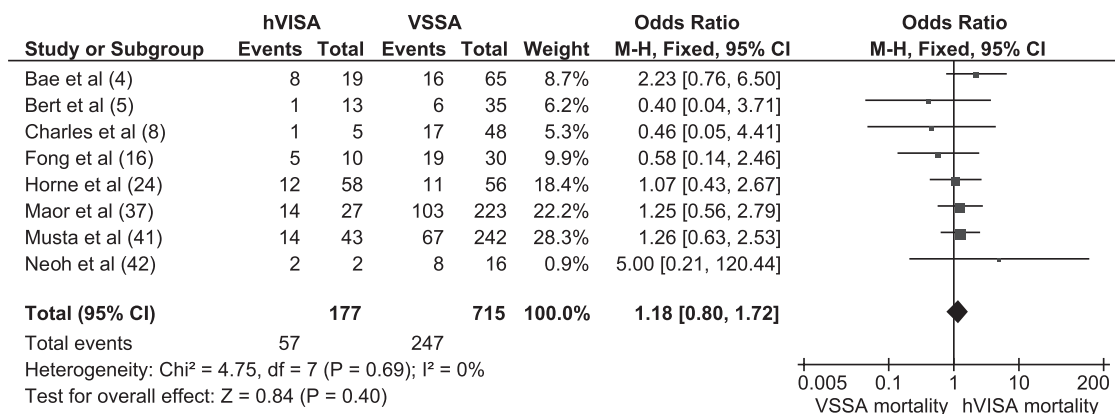 hVISA VSSA Odds Ratio Odds Ratio
Study or Subgroup Events Total Events Total Weight M-H, Fixed, 95% CI M-H, Fixed, 95% CI
Bae et al (4) 8 19 16 65 8.7% 2.23 [0.76, 6.50]
Bert et al (5) 1 13 6 35 6.2% 0.40 [0.04, 3.71]
Charles et al (8) 1 5 17 48 5.3% 0.46 [0.05, 4.41]
Fong et al (16) 5 10 19 30 9.9% 0.58 [0.14, 2.46]
Horne et al (24) 12 58 11 56 18.4% 1.07 [0.43, 2.67]
Maor et al (37) 14 27 103 223 22.2% 1.25 [0.56, 2.79]
Musta et al (41) 14 43 67 242 28.3% 1.26 [0.63, 2.53]
Neoh et al (42) 2 2 8 16 0.9% 5.00 [0.21, 120.44]
Total (95% CI) 177 715 100.0% 1.18 [0.80, 1.72]
Total events 57 247
Heterogeneity: Chi² = 4.75, df = 7 (P = 0.69); I² = 0%
Test for overall effect: Z = 0.84 (P = 0.40)
0.005 0.1 1 10 200
VSSA mortality hVISA mortality